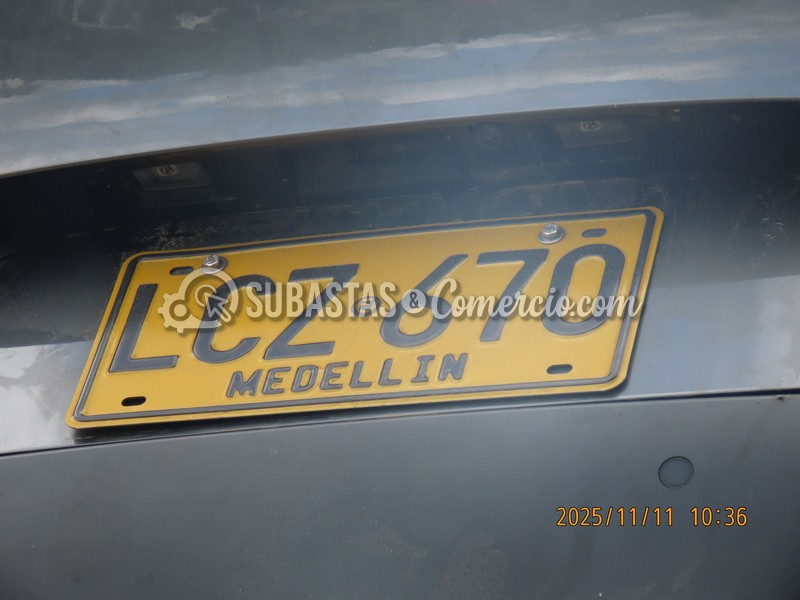 LCZ 670
SUBASTAS & Comercio.com
MEDELLIN
2025/11/11 10:36